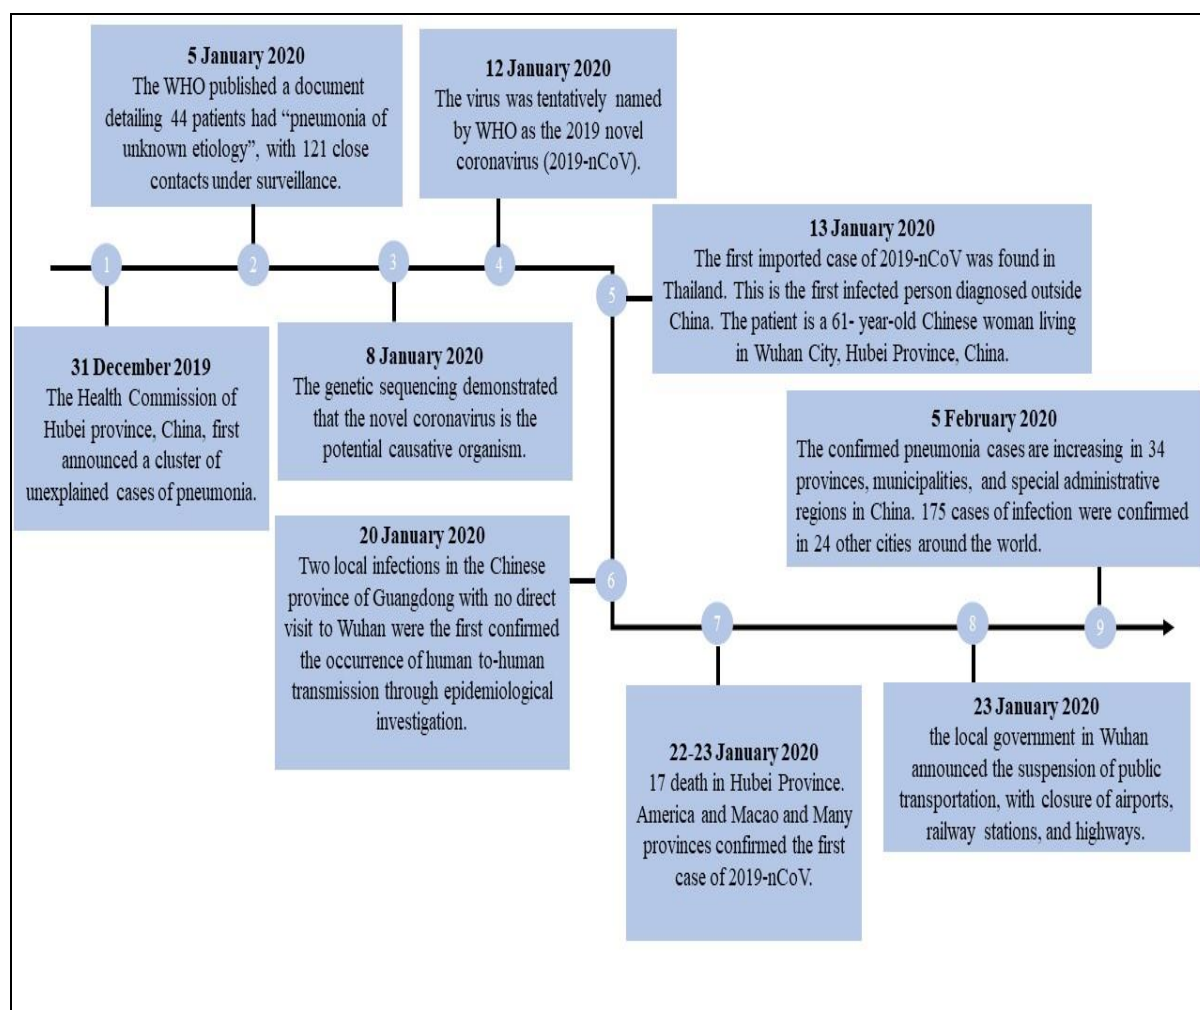 5 January 2020
The WHO published a document
detailing 44 patients had “pneumonia of
unknown etiology”, with 121 close
contacts under surveillance.
12 January 2020
The virus was tentatively named
by WHO as the 2019 novel
coronavirus (2019-nCoV).
1
2
3
4
5
13 January 2020
The first imported case of 2019-nCoV was found in
Thailand. This is the first infected person diagnosed outside
China. The patient is a 61- year-old Chinese woman living
in Wuhan City, Hubei Province, China.
31 December 2019
The Health Commission of
Hubei province, China, first
announced a cluster of
unexplained cases of pneumonia.
8 January 2020
The genetic sequencing demonstrated
that the novel coronavirus is the
potential causative organism.
5 February 2020
The confirmed pneumonia cases are increasing in 34
provinces, municipalities, and special administrative
regions in China. 175 cases of infection were confirmed
in 24 other cities around the world.
20 January 2020
Two local infections in the Chinese
province of Guangdong with no direct
visit to Wuhan were the first confirmed
the occurrence of human to-human
transmission through epidemiological
investigation.
6
7
8
9
22-23 January 2020
17 death in Hubei Province.
America and Macao and Many
provinces confirmed the first
case of 2019-nCoV.
23 January 2020
the local government in Wuhan
announced the suspension of public
transportation, with closure of airports,
railway stations, and highways.